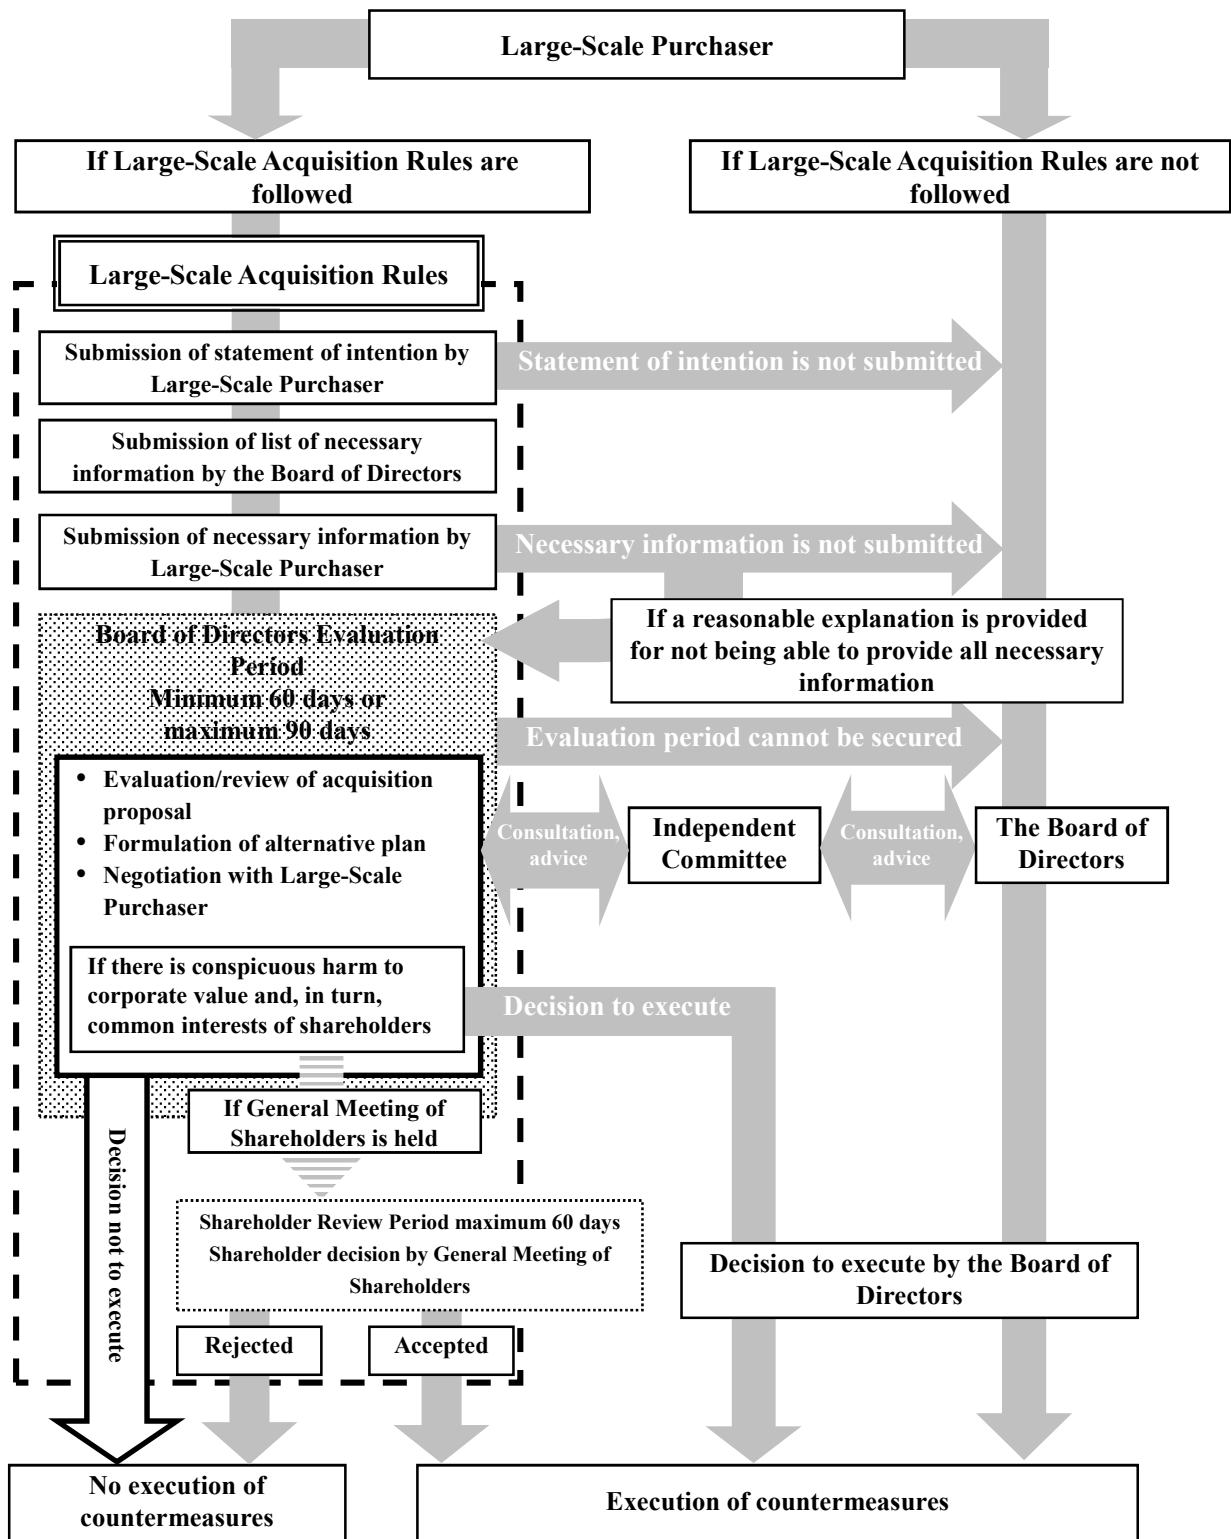 Large-Scale Purchaser
If Large-Scale Acquisition Rules are
followed
If Large-Scale Acquisition Rules are not
followed
Large-Scale Acquisition Rules
Submission of statement of intention by
Large-Scale Purchaser
Statement of intention is not submitted
Submission of list of necessary
information by the Board of Directors
Submission of necessary information by
Large-Scale Purchaser
Necessary information is not submitted
If a reasonable explanation is provided
for not being able to provide all necessary
information
Board of Directors Evaluation
Period
Minimum 60 days or
maximum 90 days
Evaluation period cannot be secured
• Evaluation/review of acquisition
proposal
• Formulation of alternative plan
• Negotiation with Large-Scale
Purchaser
Consultation,
advice
Independent
Committee
Consultation,
advice
The Board of
Directors
If there is conspicuous harm to
corporate value and, in turn,
common interests of shareholders
Decision to execute
If General Meeting of
Shareholders is held
Decision not to execute
Shareholder Review Period maximum 60 days
Shareholder decision by General Meeting of
Shareholders
Decision to execute by the Board of
Directors
Rejected
Accepted
No execution of
countermeasures
Execution of countermeasures